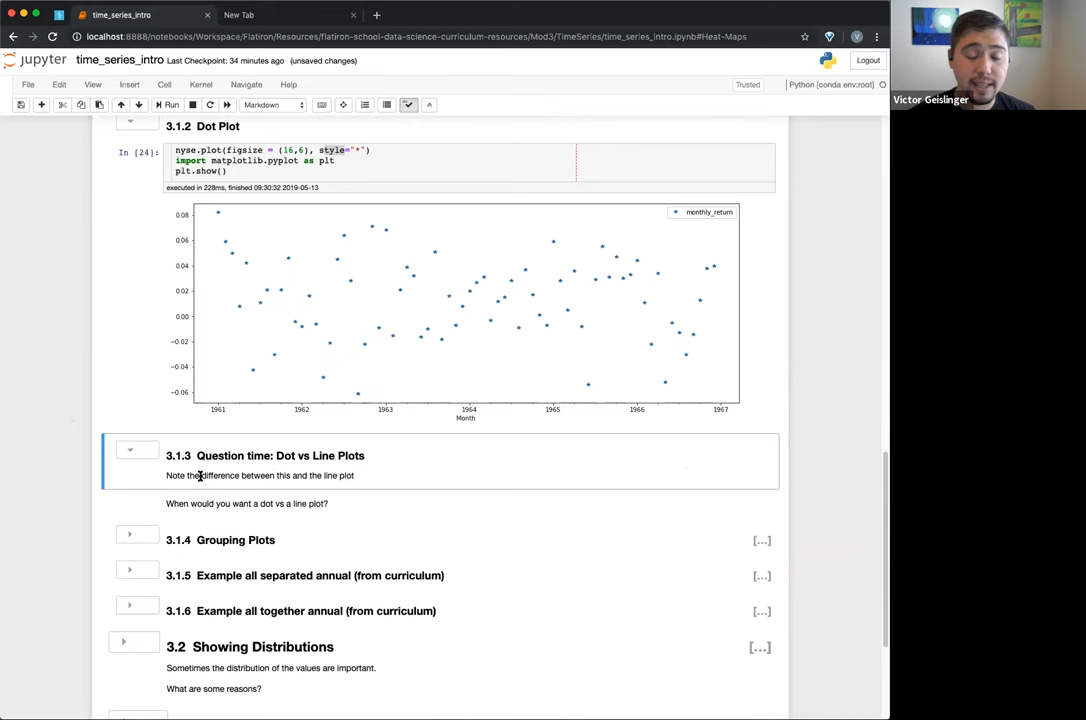 time_series_intro
New Tab
localhost:8888/notebooks/Workspace/Flatiron/Resources/flatiron-school-data-science-curriculum-resources/Mod3/TimeSeries/time_series_intro.ipynb#Heat-Maps
V
jupyter time_series_intro Last Checkpoint: 34 minutes ago (unsaved changes)
Logout
File Edit View Insert Cell Kernel Navigate Help
Trusted
Python [conda env:root]
Run
Markdown
Victor Geislinger
3.1.2 Dot Plot
In [24]:
nyse.plot(figsize = (16,6), style="*")
import matplotlib.pyplot as plt
plt.show()
executed in 228ms, finished 09:30:32 2019-05-13
monthly_return
0.08
0.06
0.04
0.02
0.00
−0.02
−0.04
−0.06
1961 1962 1963 1964 1965 1966 1967
Month
3.1.3 Question time: Dot vs Line Plots
Note the difference between this and the line plot
When would you want a dot vs a line plot?
3.1.4 Grouping Plots
[...]
3.1.5 Example all separated annual (from curriculum)
[...]
3.1.6 Example all together annual (from curriculum)
[...]
3.2 Showing Distributions
[...]
Sometimes the distribution of the values are important.
What are some reasons?